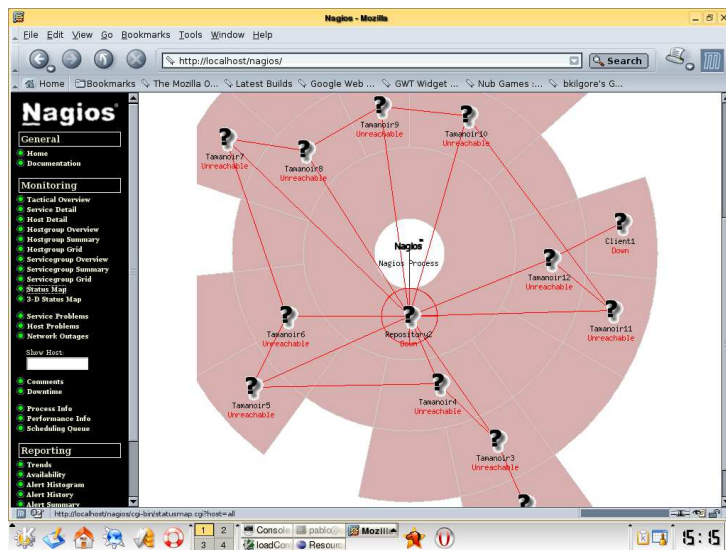 Nagios - Mozilla
File Edit View Go Bookmarks Tools Window Help
http://localhost/nagios/
Search
Home Bookmarks The Mozilla O... Latest Builds Google Web ... GWT Widget ... Nub Games :... bkilgore's G...
Nagios®
General
Home
Documentation
Monitoring
Tactical Overview
Service Detail
Host Detail
Hostgroup Overview
Hostgroup Summary
Hostgroup Grid
Servicegroup Overview
Servicegroup Summary
Servicegroup Grid
Status Map
3-D Status Map
Service Problems
Host Problems
Network Outages
Show Host:
Comments
Downtime
Process Info
Performance Info
Scheduling Queue
Reporting
Trends
Availability
Alert Histogram
Alert History
Alert Summary
Tamanoir9
Unreachable
Tamanoir10
Unreachable
Tamanoir7
Unreachable
Tamanoir8
Unreachable
Client1
Down
Nagios
Nagios Process
Tamanoir12
Unreachable
Tamanoir6
Unreachable
Repository2
Down
Tamanoir11
Unreachable
Tamanoir5
Unreachable
Tamanoir4
Unreachable
Tamanoir3
Unreachable
http://localhost/nagios/cgi-bin/statusmap.cgi?host=all
1 2 Console pablo@ Mozilla
3 4 loadCon Resourc
15:15